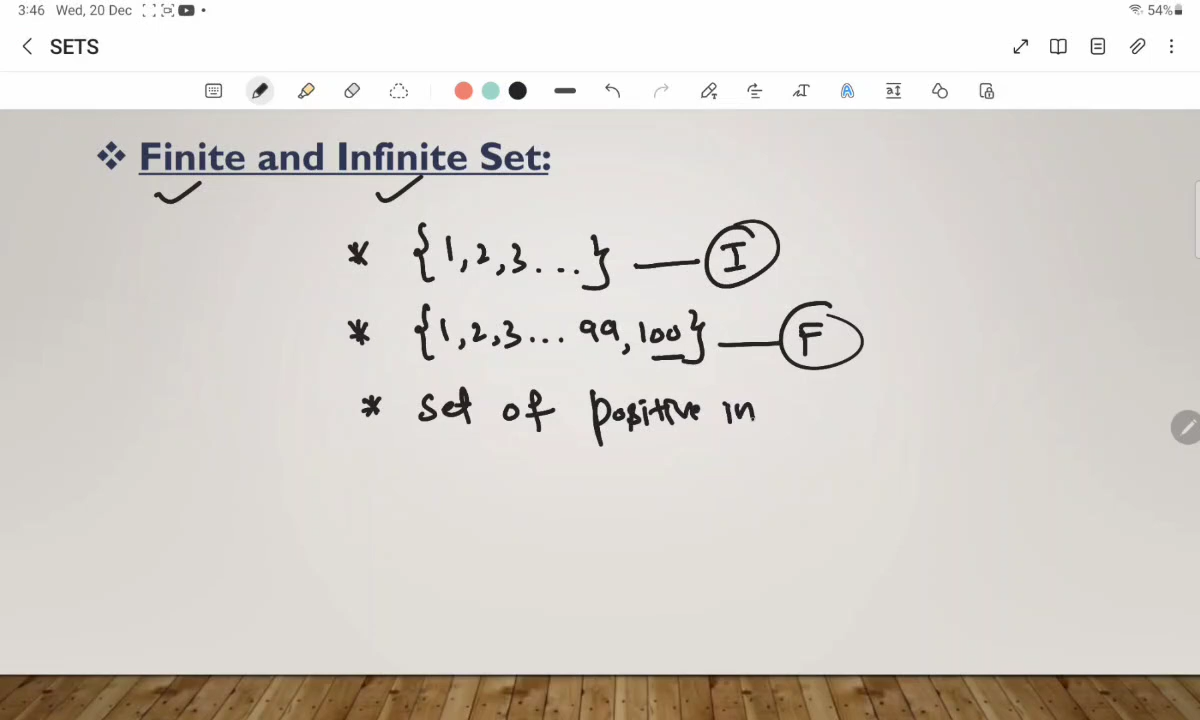 3:46 Wed, 20 Dec 54%
SETS
❖ Finite and Infinite Set:
* {1,2,3...} — I
* {1,2,3... 99,100} — F
* set of positive in